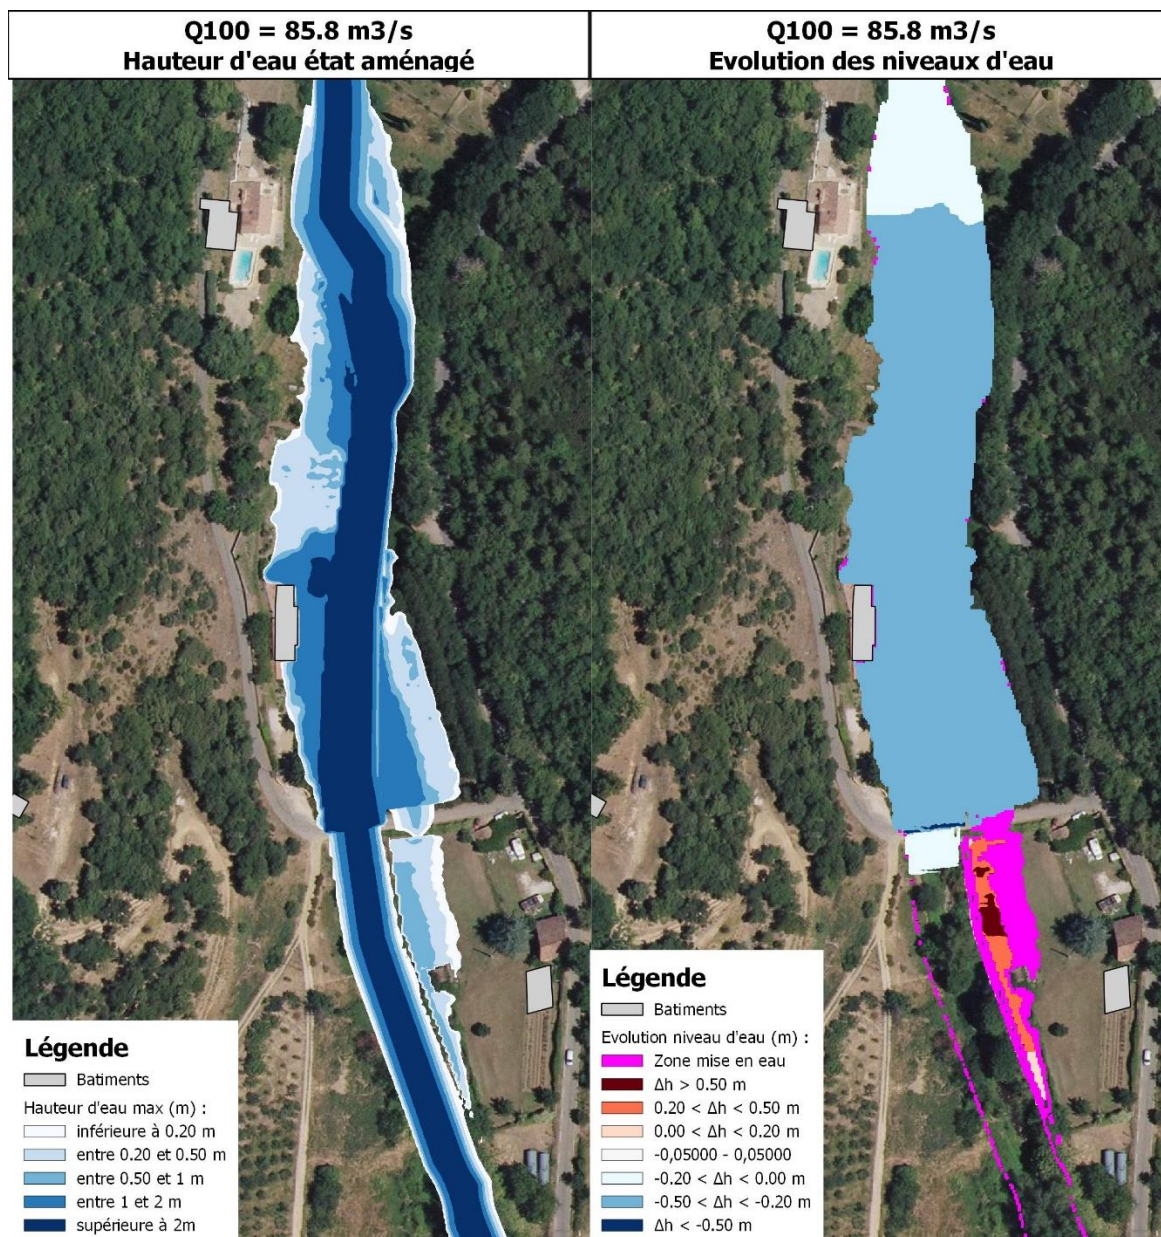 Q100 = 85.8 m3/s
Hauteur d'eau état aménagé
Q100 = 85.8 m3/s
Evolution des niveaux d'eau
Légende
Batiments
Hauteur d'eau max (m) :
inférieure à 0.20 m
entre 0.20 et 0.50 m
entre 0.50 et 1 m
entre 1 et 2 m
supérieure à 2m
Légende
Batiments
Evolution niveau d'eau (m) :
Zone mise en eau
Δh > 0.50 m
0.20 < Δh < 0.50 m
0.00 < Δh < 0.20 m
-0,05000 - 0,05000
-0.20 < Δh < 0.00 m
-0.50 < Δh < -0.20 m
Δh < -0.50 m